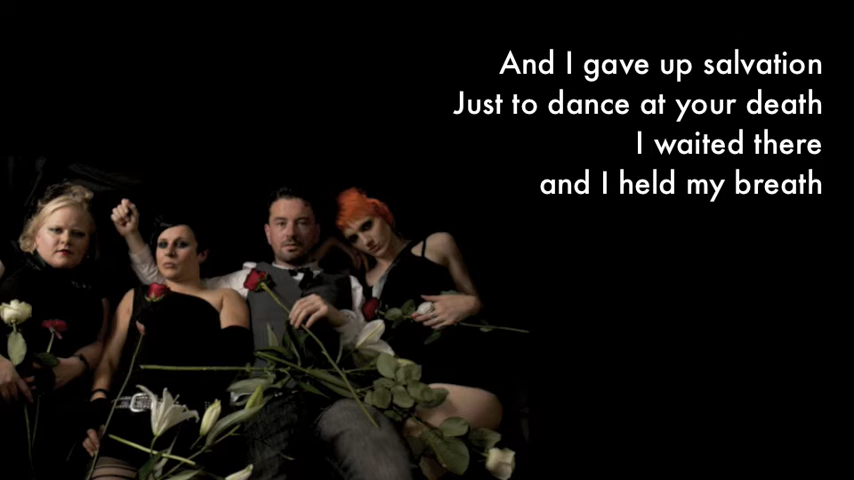 And I gave up salvation
Just to dance at your death
I waited there
and I held my breath